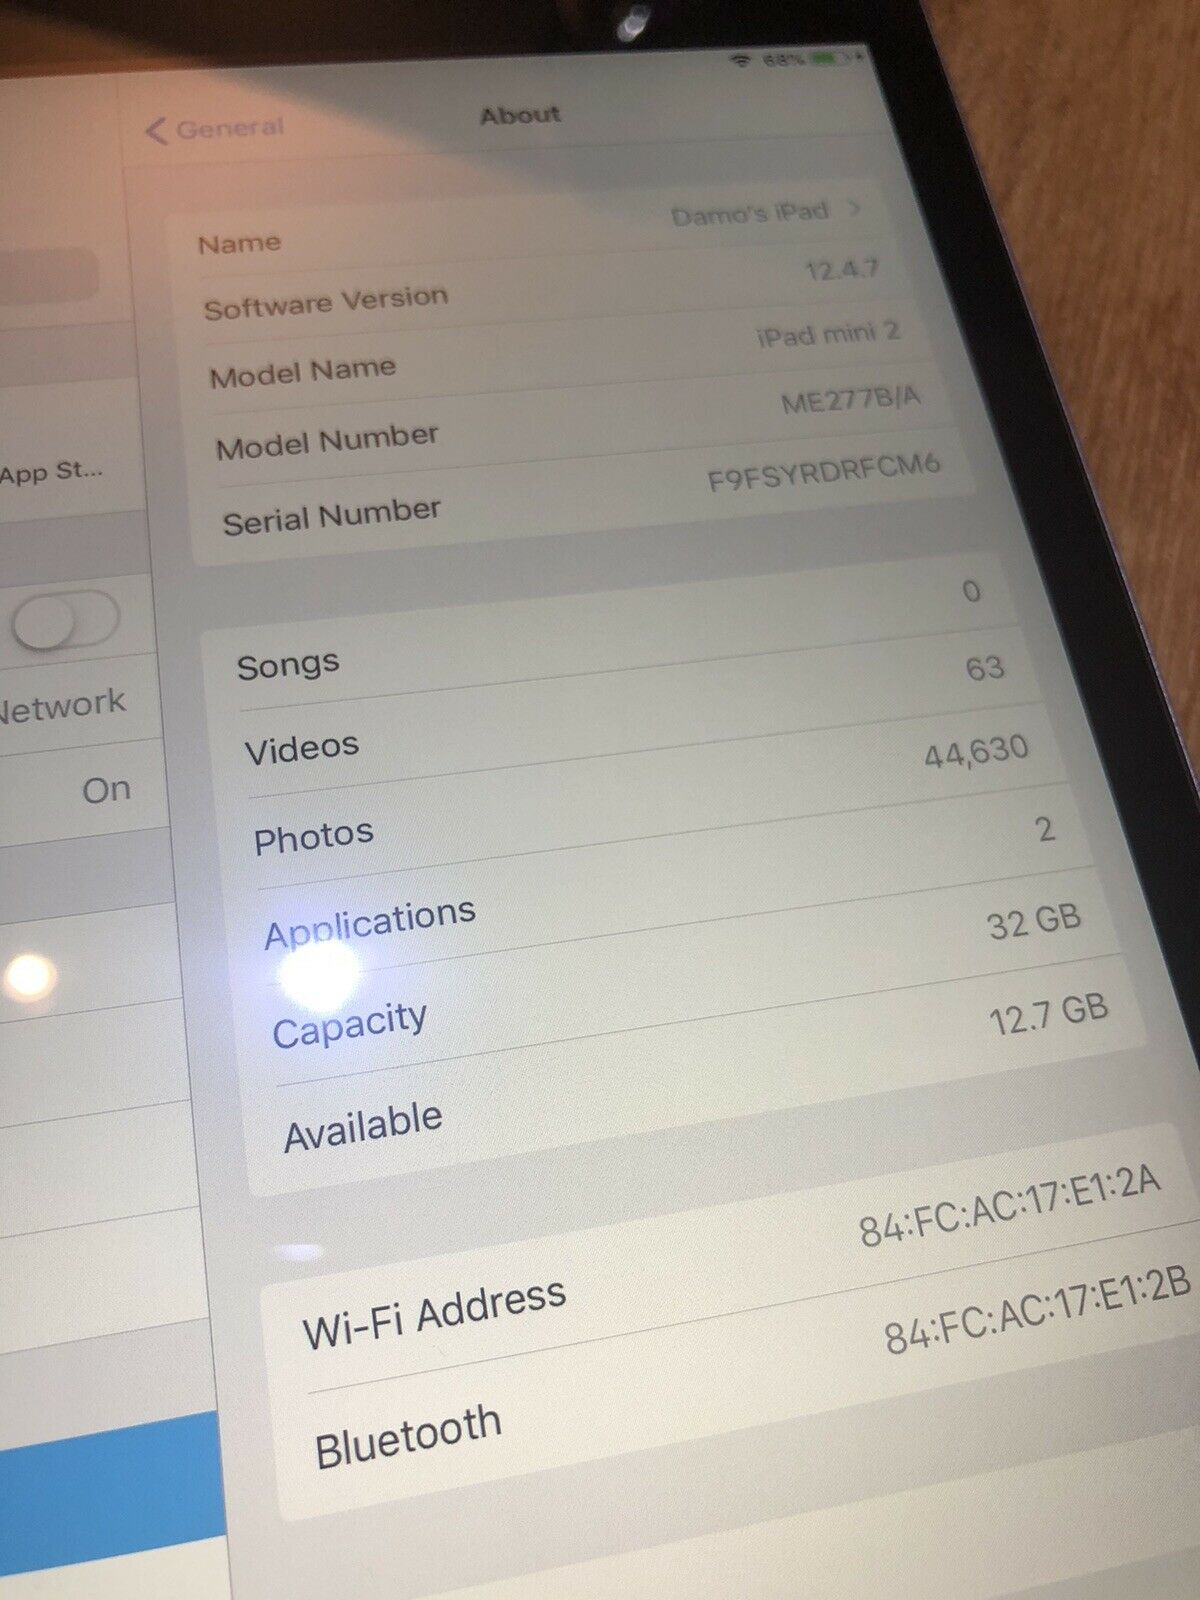 68%
General
About
Name Damo's iPad
Software Version 12.4.7
Model Name iPad mini 2
Model Number ME277B/A
Serial Number F9FSYRDRFCM6
App St...
Songs 0
Network
Videos 63
On
Photos 44,630
Applications 2
Capacity 32 GB
Available 12.7 GB
Wi-Fi Address 84:FC:AC:17:E1:2A
Bluetooth 84:FC:AC:17:E1:2B